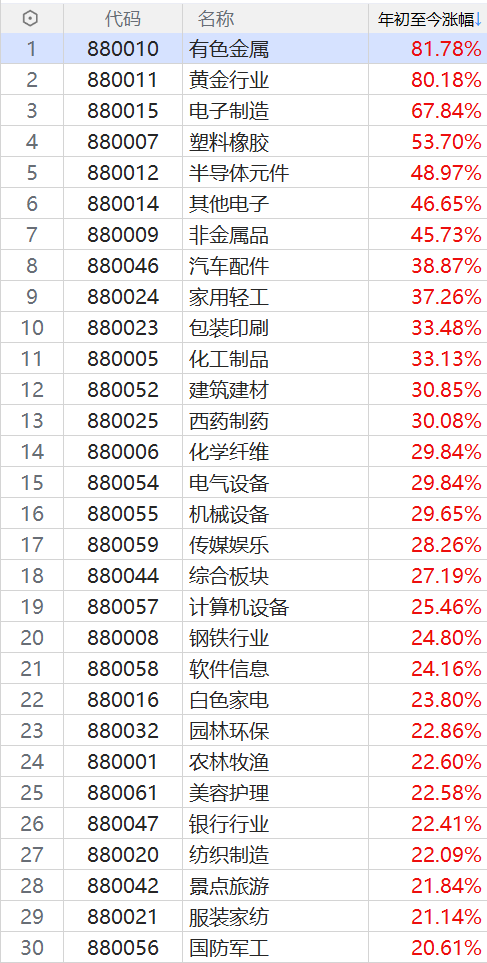 代码 名称 年初至今涨幅↓
1 880010 有色金属 81.78%
2 880011 黄金行业 80.18%
3 880015 电子制造 67.84%
4 880007 塑料橡胶 53.70%
5 880012 半导体元件 48.97%
6 880014 其他电子 46.65%
7 880009 非金属品 45.73%
8 880046 汽车配件 38.87%
9 880024 家用轻工 37.26%
10 880023 包装印刷 33.48%
11 880005 化工制品 33.13%
12 880052 建筑建材 30.85%
13 880025 西药制药 30.08%
14 880006 化学纤维 29.84%
15 880054 电气设备 29.84%
16 880055 机械设备 29.65%
17 880059 传媒娱乐 28.26%
18 880044 综合板块 27.19%
19 880057 计算机设备 25.46%
20 880008 钢铁行业 24.80%
21 880058 软件信息 24.16%
22 880016 白色家电 23.80%
23 880032 园林环保 22.86%
24 880001 农林牧渔 22.60%
25 880061 美容护理 22.58%
26 880047 银行行业 22.41%
27 880020 纺织制造 22.09%
28 880042 景点旅游 21.84%
29 880021 服装家纺 21.14%
30 880056 国防军工 20.61%